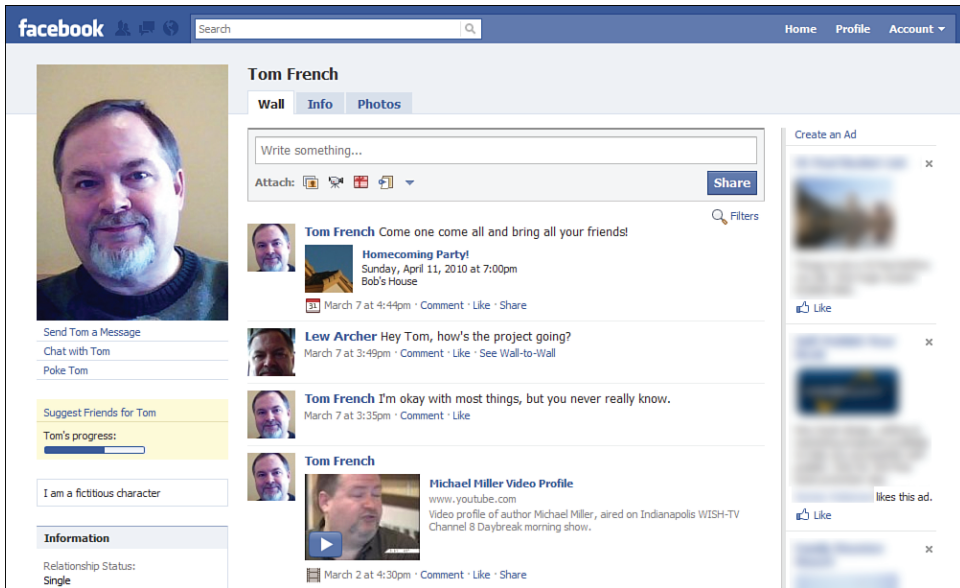 facebook
Search
Home Profile Account
Tom French
Wall Info Photos
Write something...
Attach:
Share
Filters
Tom French Come one come all and bring all your friends!
Homecoming Party!
Sunday, April 11, 2010 at 7:00pm
Bob's House
31 March 7 at 4:44pm · Comment · Like · Share
Lew Archer Hey Tom, how's the project going?
March 7 at 3:49pm · Comment · Like · See Wall-to-Wall
Tom French I'm okay with most things, but you never really know.
March 7 at 3:35pm · Comment · Like
Tom French
Michael Miller Video Profile
www.youtube.com
Video profile of author Michael Miller, aired on Indianapolis WISH-TV
Channel 8 Daybreak morning show.
March 2 at 4:30pm · Comment · Like · Share
Send Tom a Message
Chat with Tom
Poke Tom
Suggest Friends for Tom
Tom's progress:
I am a fictitious character
Information
Relationship Status:
Single
Create an Ad
Like
likes this ad.
Like